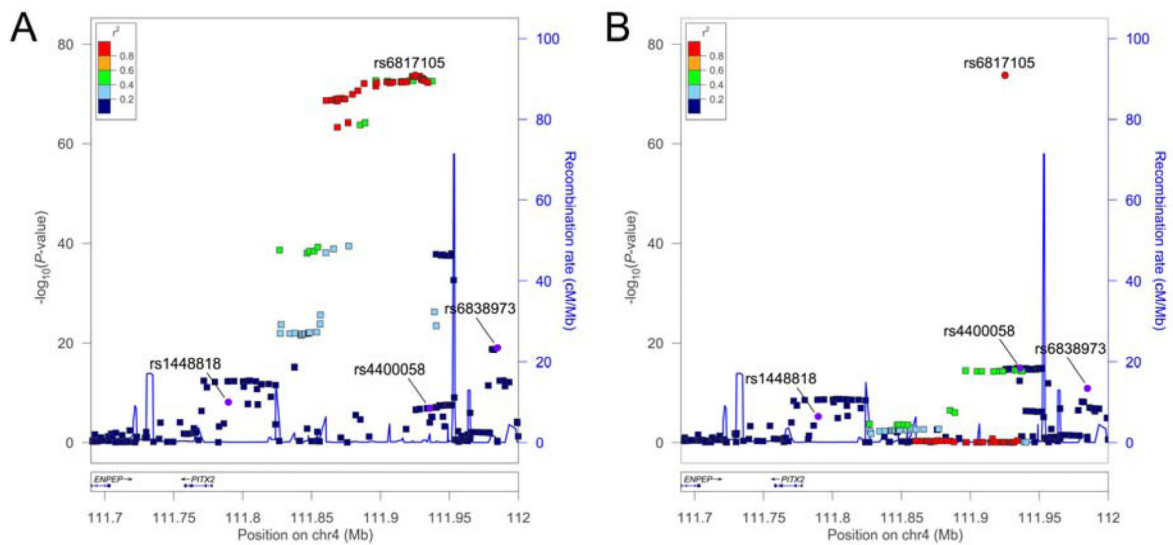 A
r²
0.8
0.6
0.4
0.2
rs6817105
rs6838973
rs1448818
rs4400058
80
60
40
20
0
-log10(P-value)
100
80
60
40
20
0
Recombination rate (cM/Mb)
ENPEP→
←PITX2
111.7 111.75 111.8 111.85 111.9 111.95 112
Position on chr4 (Mb)
B
r²
0.8
0.6
0.4
0.2
rs6817105
rs4400058
rs6838973
rs1448818
80
60
40
20
0
-log10(P-value)
100
80
60
40
20
0
Recombination rate (cM/Mb)
ENPEP→
←PITX2
111.7 111.75 111.8 111.85 111.9 111.95 112
Position on chr4 (Mb)